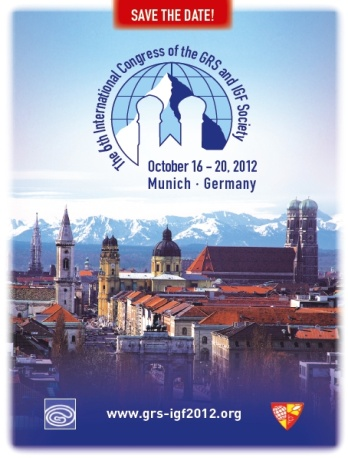 SAVE THE DATE!
The 6th International Congress of the GRS and IGF Society
October 16 – 20, 2012
Munich · Germany
www.grs-igf2012.org